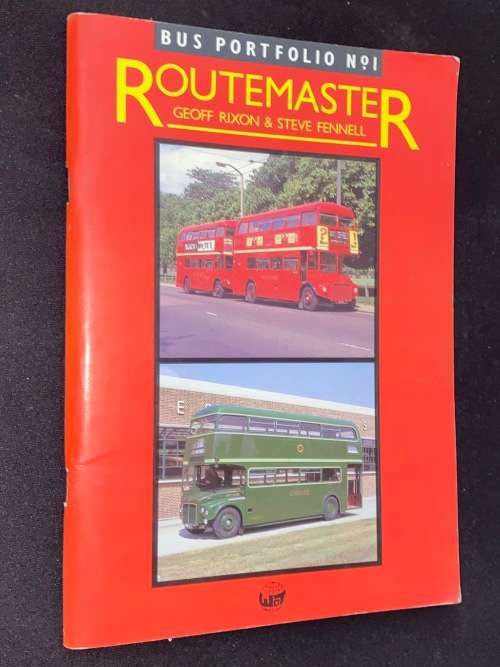 BUS PORTFOLIO Nº1
ROUTEMASTER
GEOFF RIXON & STEVE FENNELL